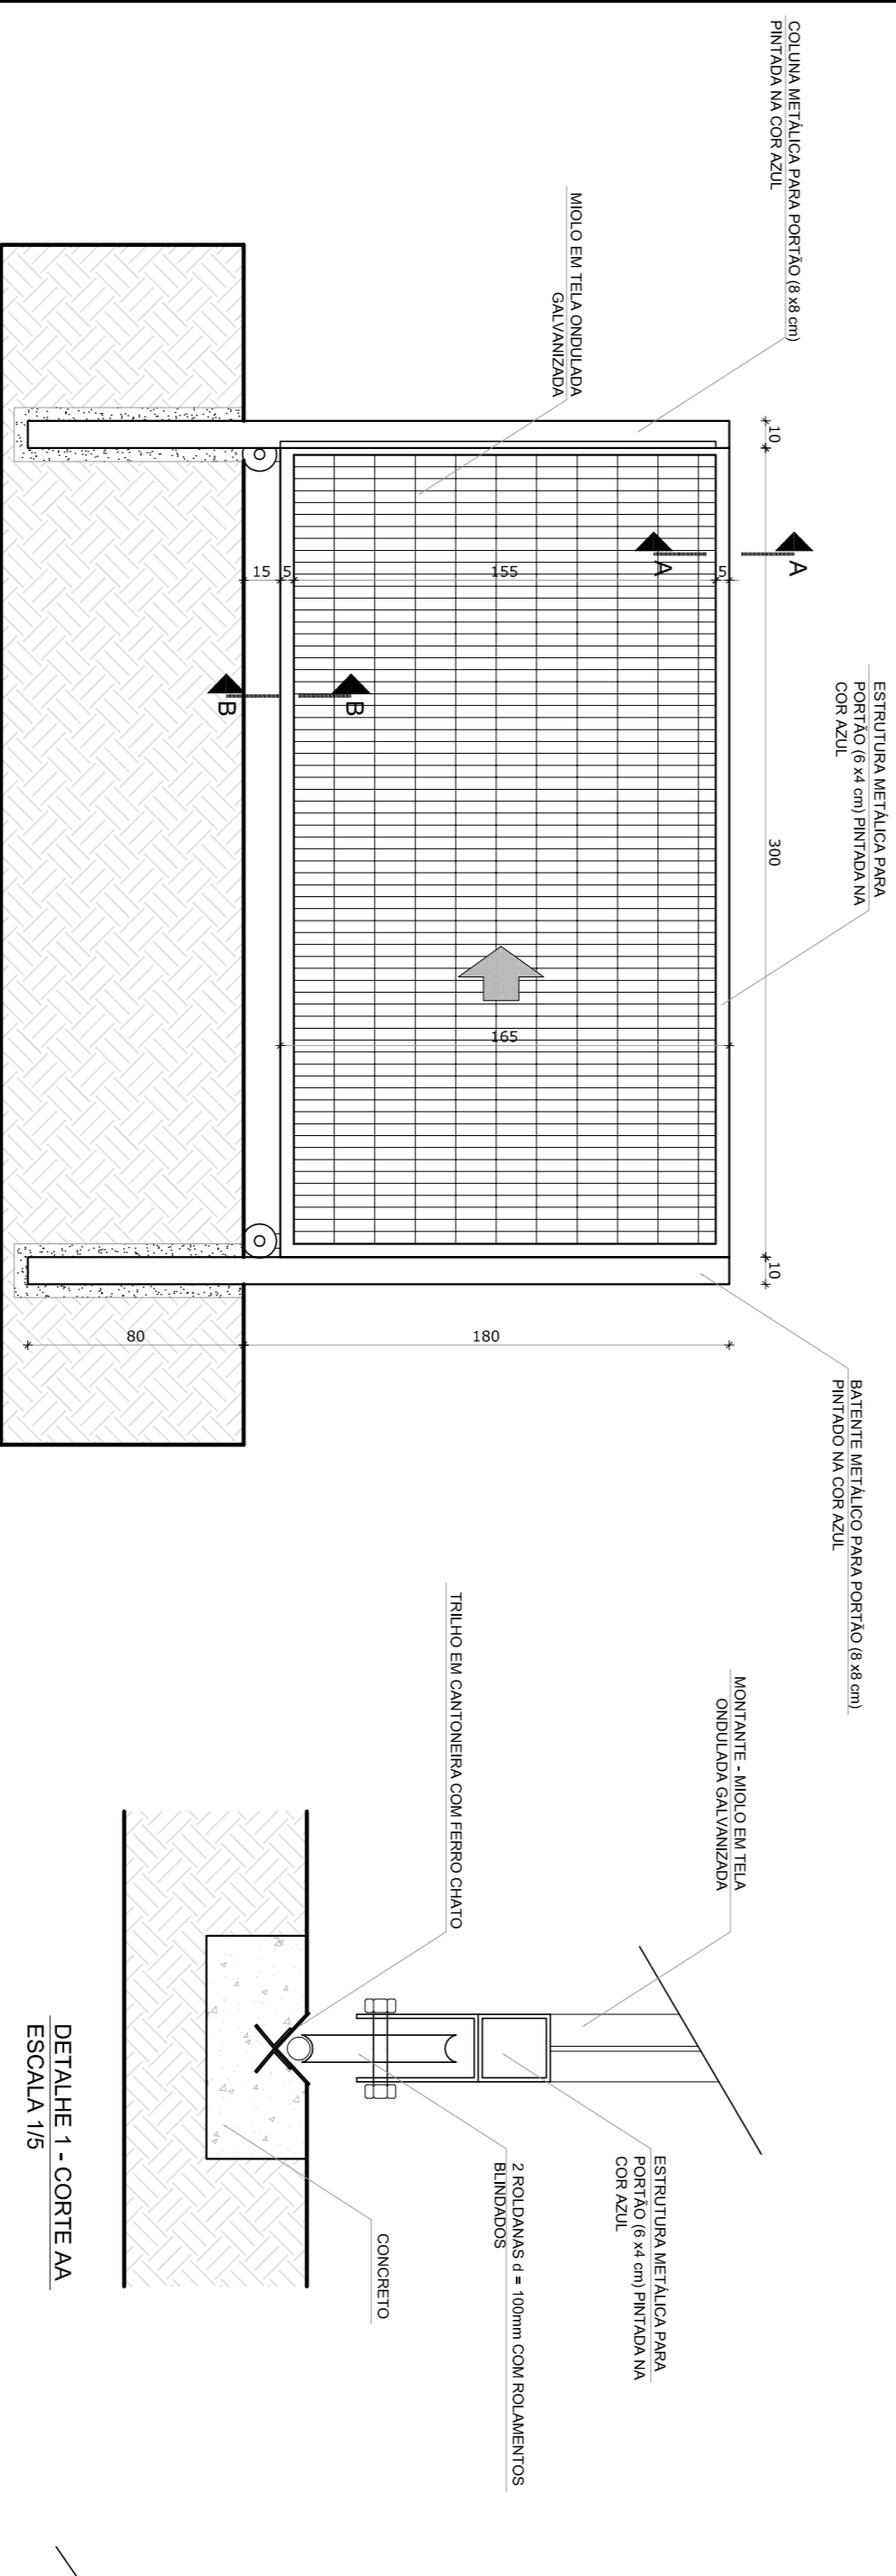 COLUNA METÁLICA PARA PORTÃO (8 x8 cm)
PINTADA NA COR AZUL
MIOLO EM TELA ONDULADA
GALVANIZADA
ESTRUTURA METÁLICA PARA
PORTÃO (6 x4 cm) PINTADA NA
COR AZUL
BATENTE METÁLICO PARA PORTÃO (8 x8 cm)
PINTADO NA COR AZUL
10
300
10
A
A
5
155
5
15
165
B
B
180
80
MONTANTE - MIOLO EM TELA
ONDULADA GALVANIZADA
TRILHO EM CANTONEIRA COM FERRO CHATO
ESTRUTURA METÁLICA PARA
PORTÃO (6 x4 cm) PINTADA NA
COR AZUL
2 ROLDANAS d = 100mm COM ROLAMENTOS
BLINDADOS
CONCRETO
DETALHE 1 - CORTE AA
ESCALA 1/5